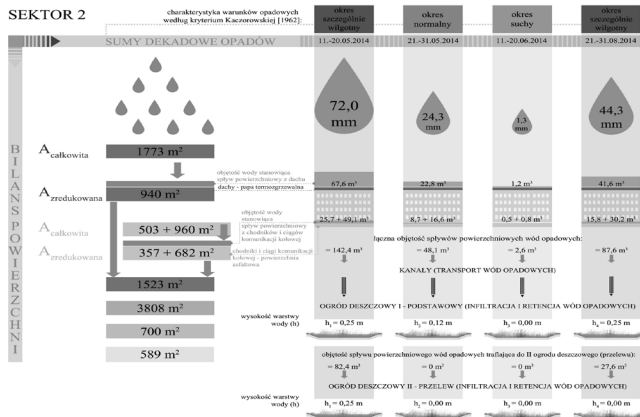 SEKTOR 2
charakterystyka warunków opadowych
według kryterium Kaczorowskiej [1962]:
okres
szczególnie
wilgotny
okres
normalny
okres
suchy
okres
szczególnie
wilgotny
SUMY DEKADOWE OPADÓW
11.-20.05.2014
21.-31.05.2014
11.-20.06.2014
21.-31.08.2014
72,0
mm
24,3
mm
1,3
mm
44,3
mm
BILANS POWIERZCHNI
A całkowita
1773 m²
objętość wody stanowiąca
spływ powierzchniowy z dachu
dachy - papa termozgrzewalna
67,6 m³
22,8 m³
1,2 m³
41,6 m³
A zredukowana
940 m²
objętość wody
stanowiąca
spływ powierzchniowy
z chodników i ciągów
komunikacji kołowej
25,7 + 49,1 m³
8,7 + 16,6 m³
0,5 + 0,8 m³
15,8 + 30,2 m³
A całkowita
503 + 960 m²
łączna objętość spływów powierzchniowych wód opadowych:
A zredukowana
357 + 682 m²
chodniki i ciągi komunikacji
kołowej - powierzchnia
asfaltowa
= 142,4 m³
= 48,1 m³
= 2,6 m³
= 87,6 m³
KANAŁY (TRANSPORT WÓD OPADOWYCH)
1523 m²
3808 m²
OGRÓD DESZCZOWY I - PODSTAWOWY (INFILTRACJA I RETENCJA WÓD OPADOWYCH)
700 m²
wysokość warstwy
wody (h)
h₁ = 0,25 m
h₂ = 0,12 m
h₃ = 0,00 m
h₄ = 0,25 m
589 m²
objętość spływu powierzchniowego wód opadowych trafiająca do II ogrodu deszczowego (przelewu):
= 82,4 m³
= 0 m³
= 0 m³
= 27,6 m³
OGRÓD DESZCZOWY II - PRZELEW (INFILTRACJA I RETENCJA WÓD OPADOWYCH)
wysokość warstwy
wody (h)
h₁ = 0,25 m
h₂ = 0,00 m
h₃ = 0,00 m
h₄ = 0,00 m